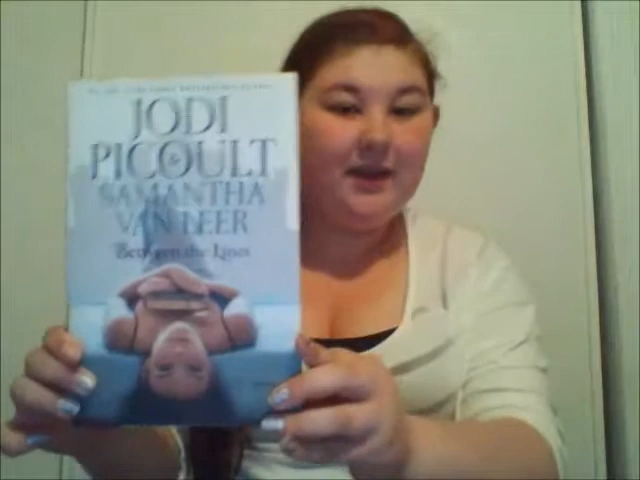 JODI
PICOULT
&
SAMANTHA
VAN LEER
Between the Lines